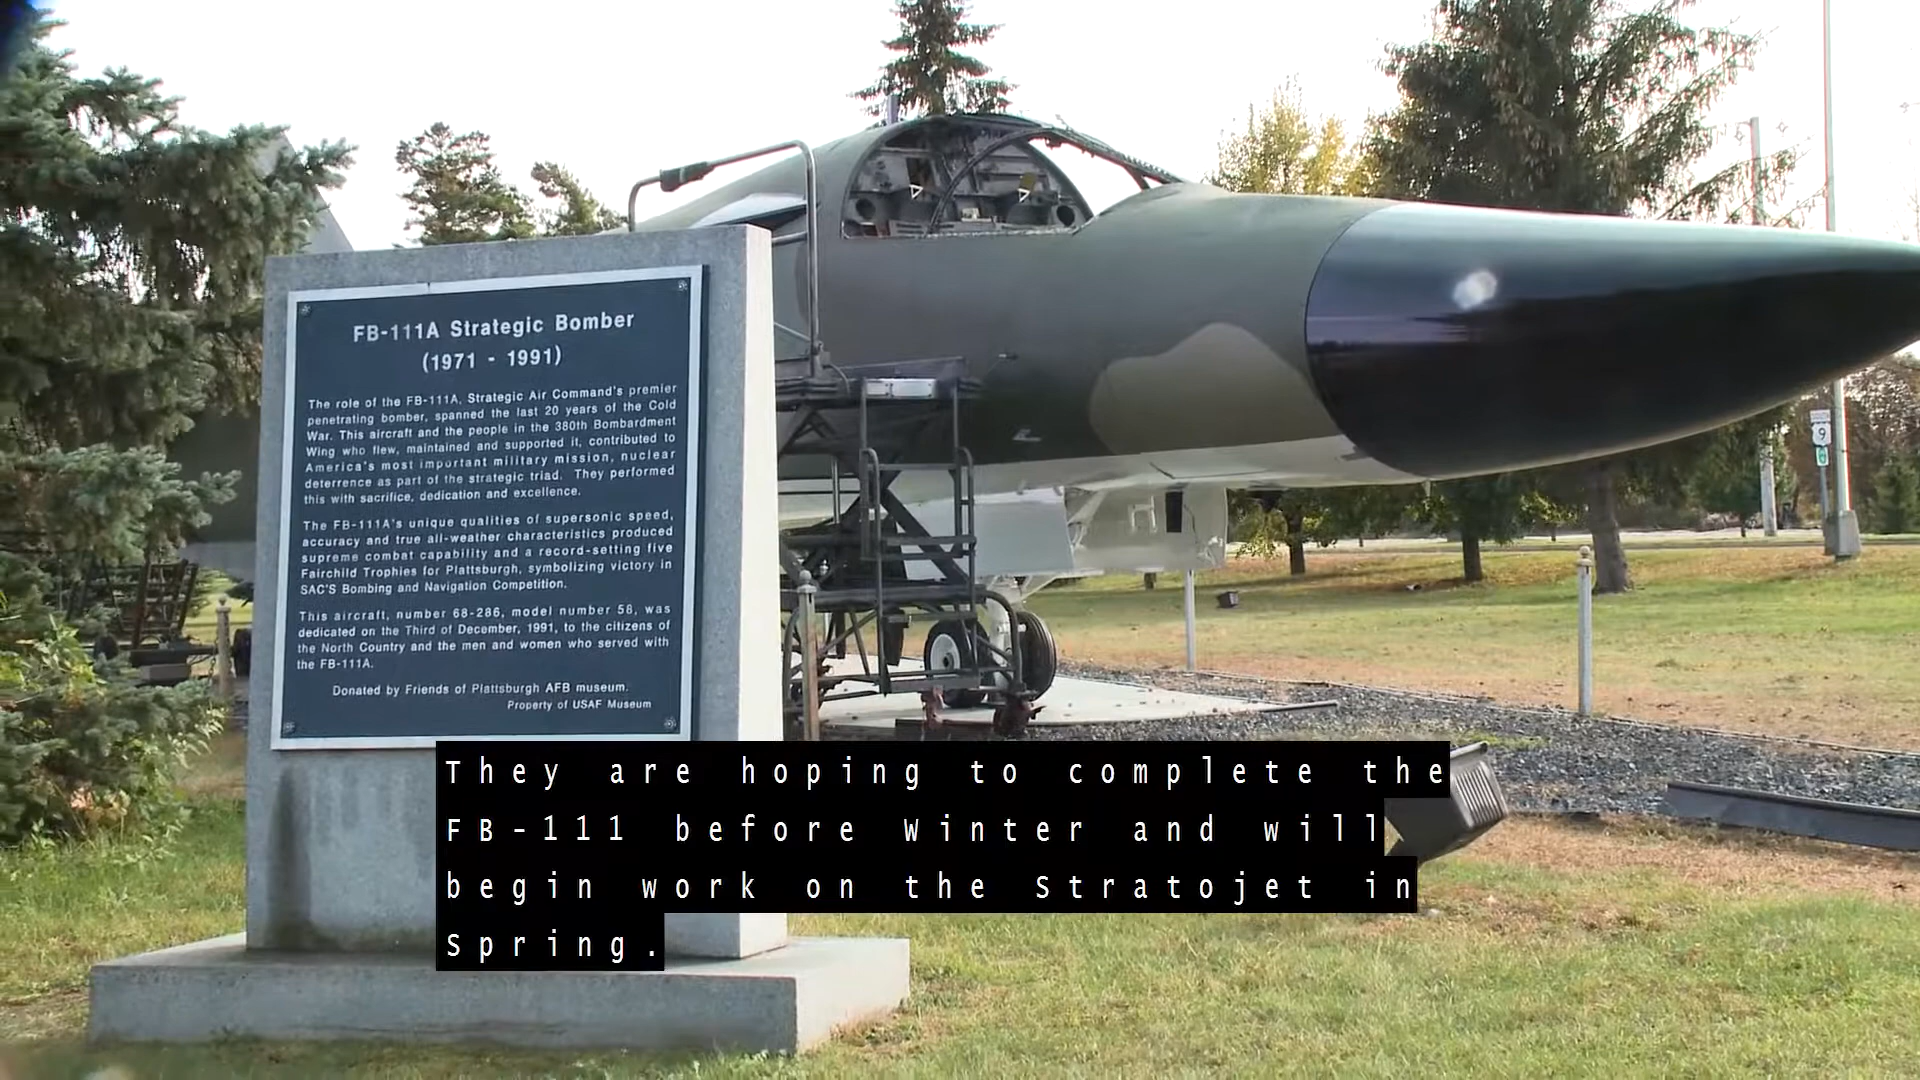 FB-111A Strategic Bomber
(1971 - 1991)
The role of the FB-111A, Strategic Air Command's premier
penetrating bomber, spanned the last 20 years of the Cold
War. This aircraft and the people in the 380th Bombardment
Wing who flew, maintained and supported it, contributed to
America's most important military mission, nuclear
deterrence as part of the strategic triad. They performed
this with sacrifice, dedication and excellence.
The FB-111A's unique qualities of supersonic speed,
accuracy and true all-weather characteristics produced
supreme combat capability and a record-setting five
Fairchild Trophies for Plattsburgh, symbolizing victory in
SAC'S Bombing and Navigation Competition.
This aircraft, number 68-286, model number 58, was
dedicated on the Third of December, 1991, to the citizens of
the North Country and the men and women who served with
the FB-111A.
Donated by Friends of Plattsburgh AFB museum.
Property of USAF Museum
9
They are hoping to complete the
FB-111 before Winter and will
begin work on the Stratojet in
Spring.